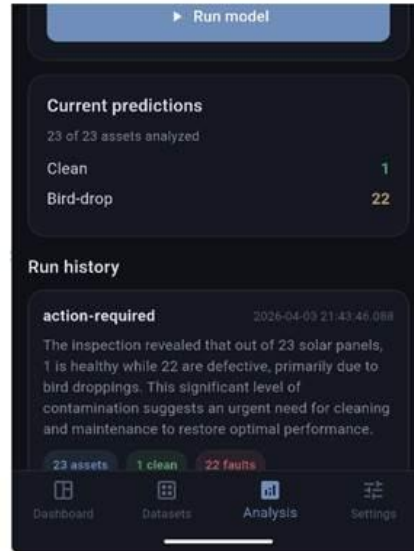 Run model
Current predictions
23 of 23 assets analyzed
Clean 1
Bird-drop 22
Run history
action-required 2026-04-03 21:43:46.088
The inspection revealed that out of 23 solar panels,
1 is healthy while 22 are defective, primarily due to
bird droppings. This significant level of
contamination suggests an urgent need for cleaning
and maintenance to restore optimal performance.
23 assets 1 clean 22 faults
Dashboard Datasets Analysis Settings